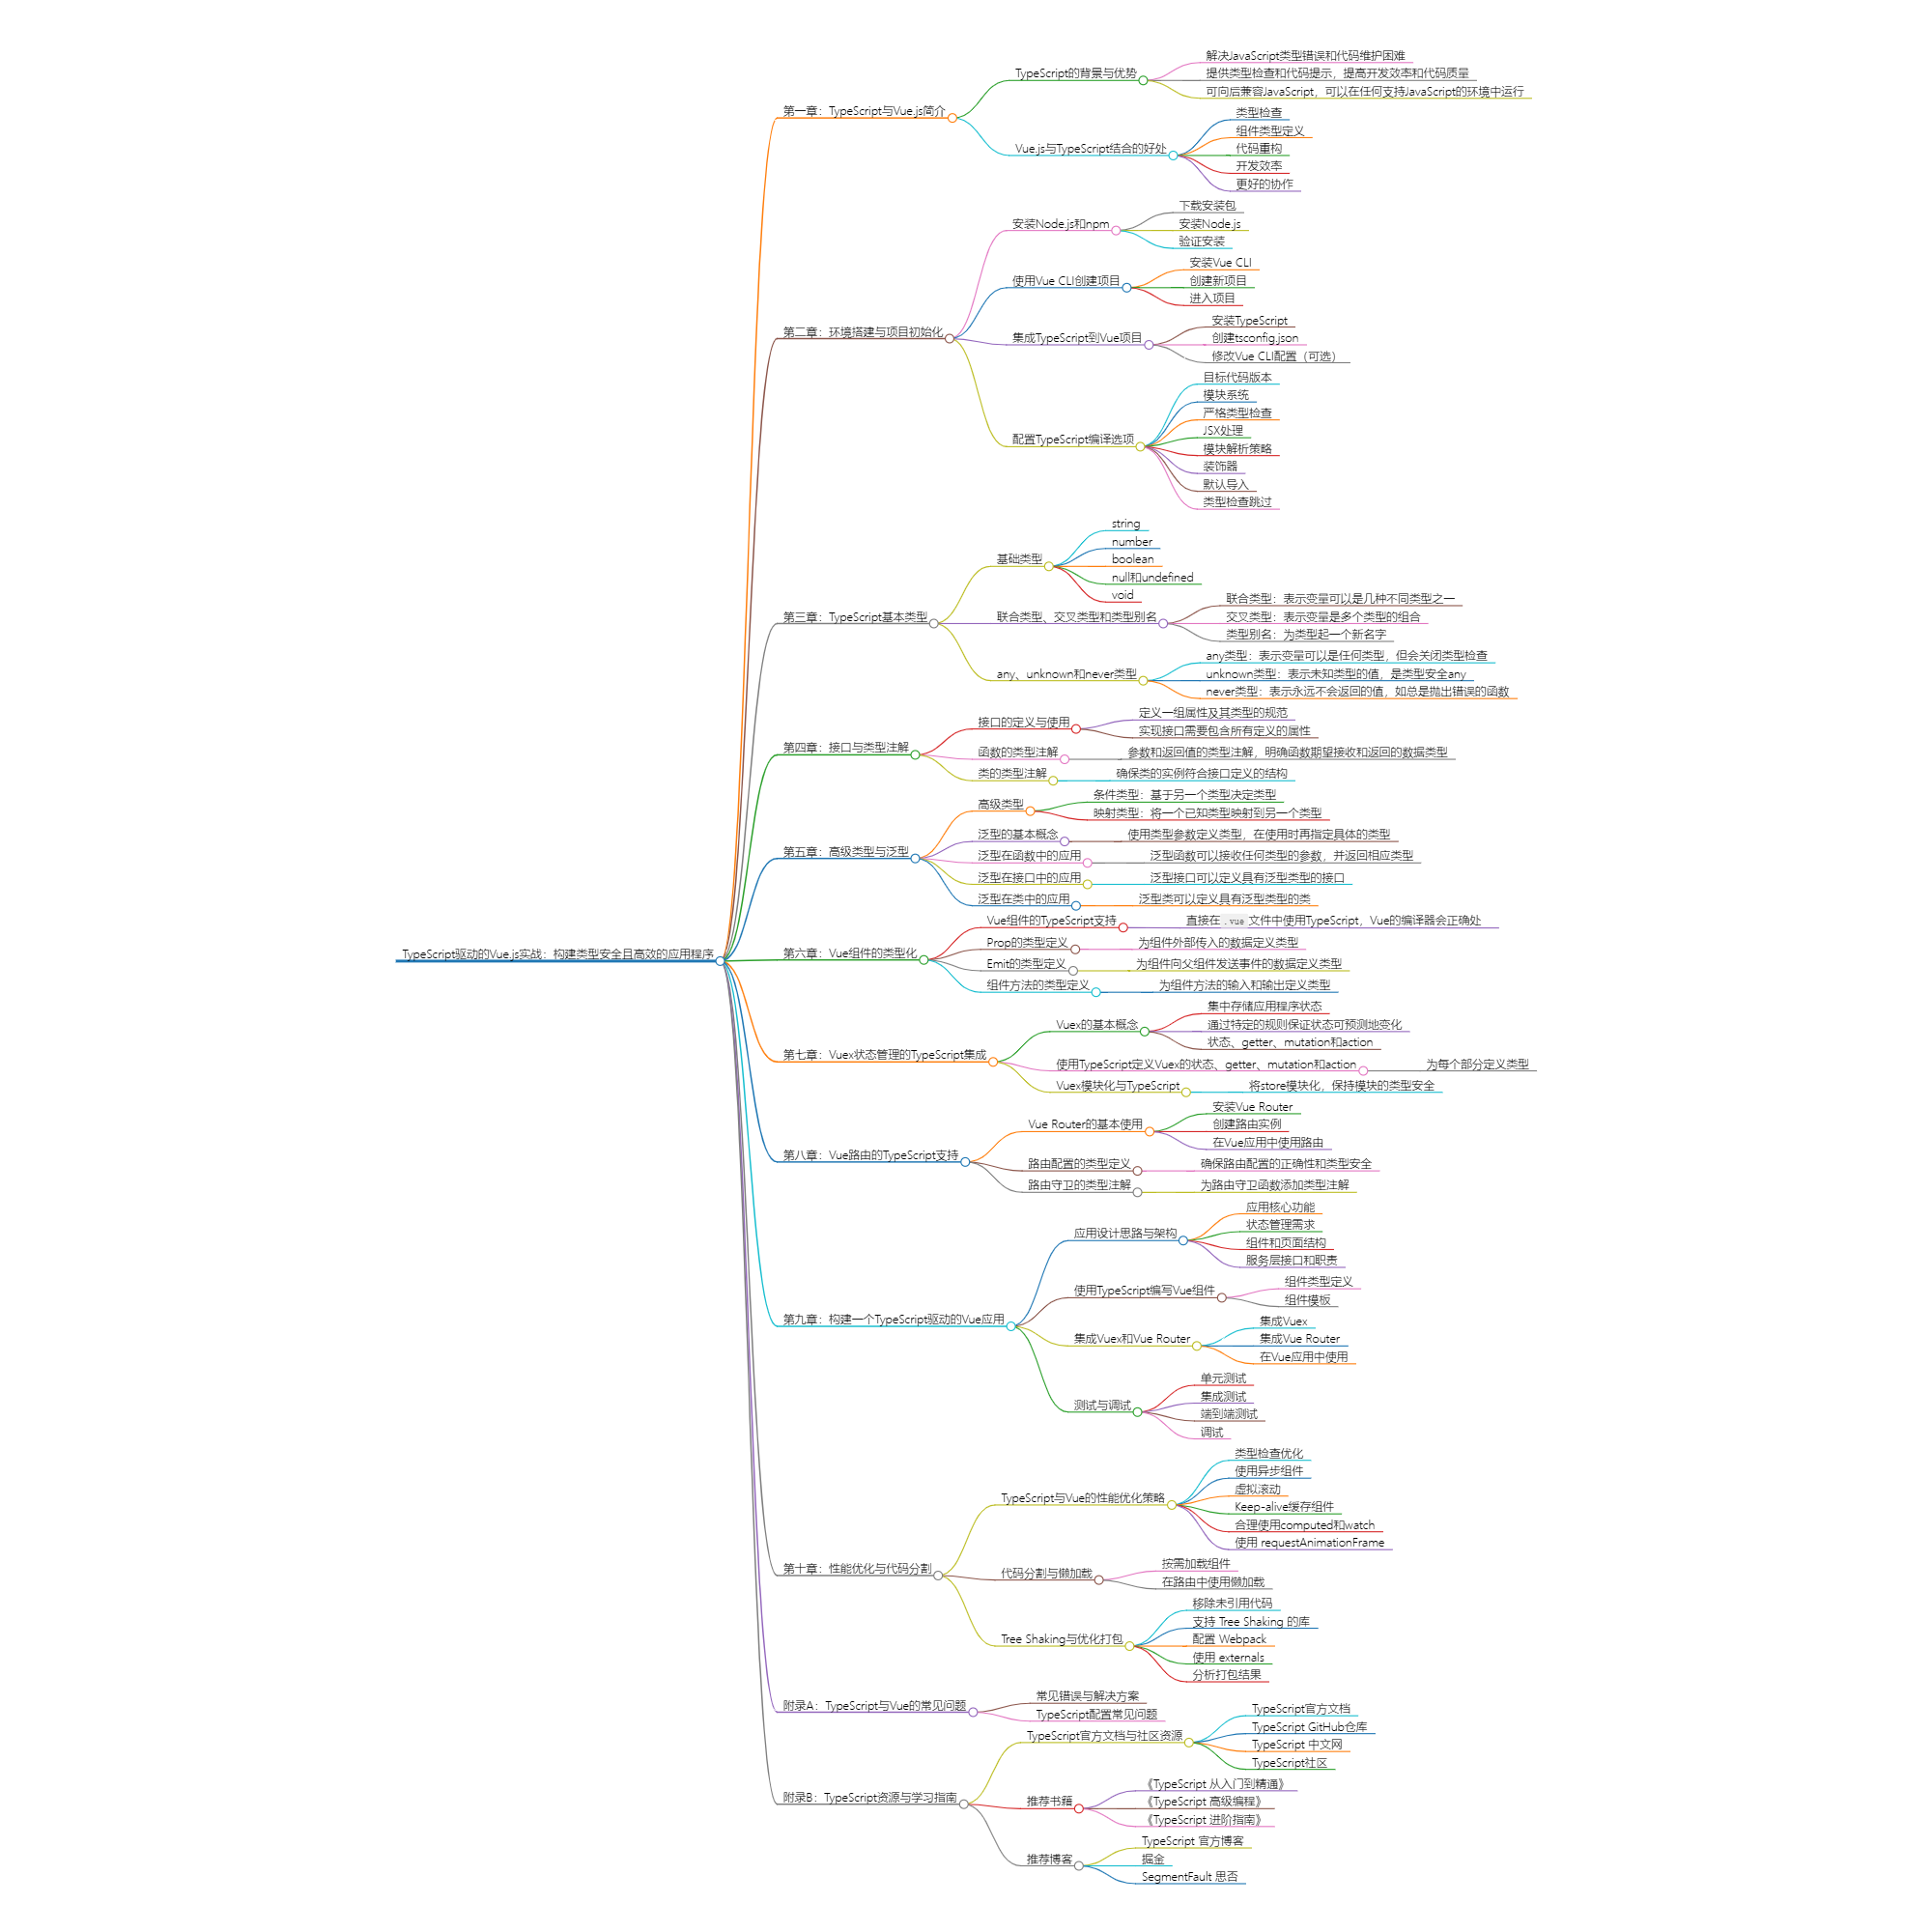 TypeScript驱动的Vue.js实战：构建类型安全且高效的应用程序
第一章：TypeScript与Vue.js简介
TypeScript的背景与优势
解决JavaScript类型错误和代码维护困难
提供类型检查和代码提示，提高开发效率和代码质量
可向后兼容JavaScript，可以在任何支持JavaScript的环境中运行
Vue.js与TypeScript结合的好处
类型检查
组件类型定义
代码重构
开发效率
更好的协作
第二章：环境搭建与项目初始化
安装Node.js和npm
下载安装包
安装Node.js
验证安装
使用Vue CLI创建项目
安装Vue CLI
创建新项目
进入项目
集成TypeScript到Vue项目
安装TypeScript
创建tsconfig.json
修改Vue CLI配置（可选）
配置TypeScript编译选项
目标代码版本
模块系统
严格类型检查
JSX处理
模块解析策略
装饰器
默认导入
类型检查跳过
第三章：TypeScript基本类型
基础类型
string
number
boolean
null和undefined
void
联合类型、交叉类型和类型别名
联合类型：表示变量可以是几种不同类型之一
交叉类型：表示变量是多个类型的组合
类型别名：为类型起一个新名字
any、unknown和never类型
any类型：表示变量可以是任何类型，但会关闭类型检查
unknown类型：表示未知类型的值，是类型安全any
never类型：表示永远不会返回的值，如总是抛出错误的函数
第四章：接口与类型注解
接口的定义与使用
定义一组属性及其类型的规范
实现接口需要包含所有定义的属性
函数的类型注解
参数和返回值的类型注解，明确函数期望接收和返回的数据类型
类的类型注解
确保类的实例符合接口定义的结构
第五章：高级类型与泛型
高级类型
条件类型：基于另一个类型决定类型
映射类型：将一个已知类型映射到另一个类型
泛型的基本概念
使用类型参数定义类型，在使用时再指定具体的类型
泛型在函数中的应用
泛型函数可以接收任何类型的参数，并返回相应类型
泛型在接口中的应用
泛型接口可以定义具有泛型类型的接口
泛型在类中的应用
泛型类可以定义具有泛型类型的类
第六章：Vue组件的类型化
Vue组件的TypeScript支持
直接在 .vue 文件中使用TypeScript，Vue的编译器会正确处
Prop的类型定义
为组件外部传入的数据定义类型
Emit的类型定义
为组件向父组件发送事件的数据定义类型
组件方法的类型定义
为组件方法的输入和输出定义类型
第七章：Vuex状态管理的TypeScript集成
Vuex的基本概念
集中存储应用程序状态
通过特定的规则保证状态可预测地变化
状态、getter、mutation和action
使用TypeScript定义Vuex的状态、getter、mutation和action
为每个部分定义类型
Vuex模块化与TypeScript
将store模块化，保持模块的类型安全
第八章：Vue路由的TypeScript支持
Vue Router的基本使用
安装Vue Router
创建路由实例
在Vue应用中使用路由
路由配置的类型定义
确保路由配置的正确性和类型安全
路由守卫的类型注解
为路由守卫函数添加类型注解
第九章：构建一个TypeScript驱动的Vue应用
应用设计思路与架构
应用核心功能
状态管理需求
组件和页面结构
服务层接口和职责
使用TypeScript编写Vue组件
组件类型定义
组件模板
集成Vuex和Vue Router
集成Vuex
集成Vue Router
在Vue应用中使用
测试与调试
单元测试
集成测试
端到端测试
调试
第十章：性能优化与代码分割
TypeScript与Vue的性能优化策略
类型检查优化
使用异步组件
虚拟滚动
Keep-alive缓存组件
合理使用computed和watch
使用 requestAnimationFrame
代码分割与懒加载
按需加载组件
在路由中使用懒加载
Tree Shaking与优化打包
移除未引用代码
支持 Tree Shaking 的库
配置 Webpack
使用 externals
分析打包结果
附录A：TypeScript与Vue的常见问题
常见错误与解决方案
TypeScript配置常见问题
附录B：TypeScript资源与学习指南
TypeScript官方文档与社区资源
TypeScript官方文档
TypeScript GitHub仓库
TypeScript 中文网
TypeScript社区
推荐书籍
《TypeScript 从入门到精通》
《TypeScript 高级编程》
《TypeScript 进阶指南》
推荐博客
TypeScript 官方博客
掘金
SegmentFault 思否